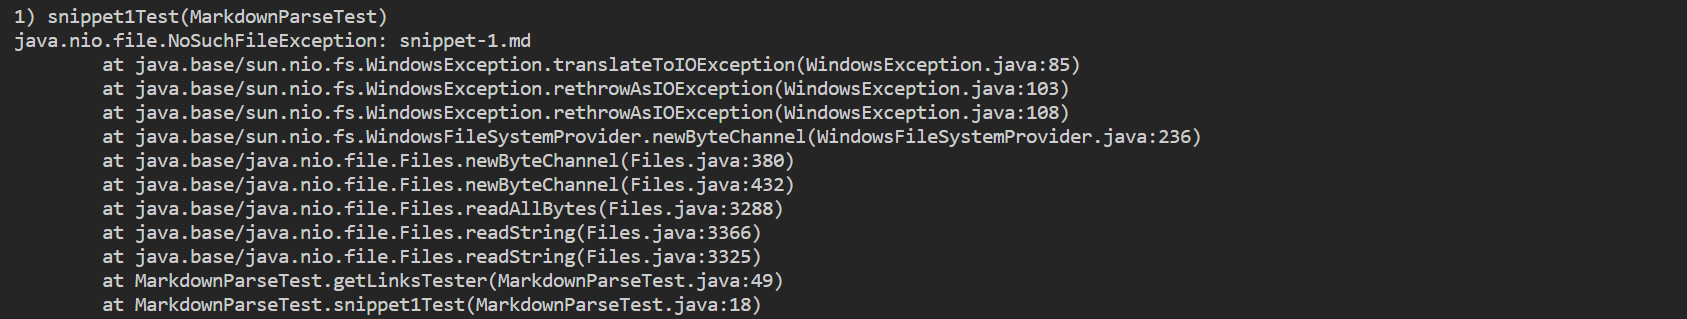 1) snippet1Test(MarkdownParseTest)
java.nio.file.NoSuchFileException: snippet-1.md
        at java.base/sun.nio.fs.WindowsException.translateToIOException(WindowsException.java:85)
        at java.base/sun.nio.fs.WindowsException.rethrowAsIOException(WindowsException.java:103)
        at java.base/sun.nio.fs.WindowsException.rethrowAsIOException(WindowsException.java:108)
        at java.base/sun.nio.fs.WindowsFileSystemProvider.newByteChannel(WindowsFileSystemProvider.java:236)
        at java.base/java.nio.file.Files.newByteChannel(Files.java:380)
        at java.base/java.nio.file.Files.newByteChannel(Files.java:432)
        at java.base/java.nio.file.Files.readAllBytes(Files.java:3288)
        at java.base/java.nio.file.Files.readString(Files.java:3366)
        at java.base/java.nio.file.Files.readString(Files.java:3325)
        at MarkdownParseTest.getLinksTester(MarkdownParseTest.java:49)
        at MarkdownParseTest.snippet1Test(MarkdownParseTest.java:18)